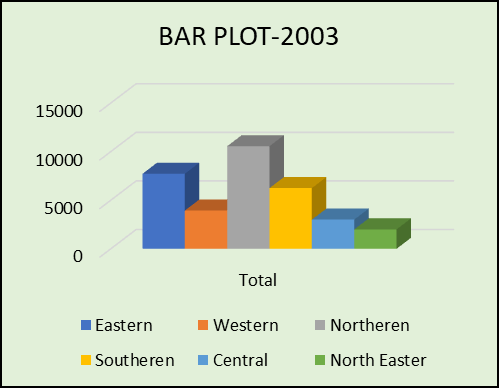 BAR PLOT-2003
15000
10000
5000
0
Total
Eastern Western Northeren
Southeren Central North Easter